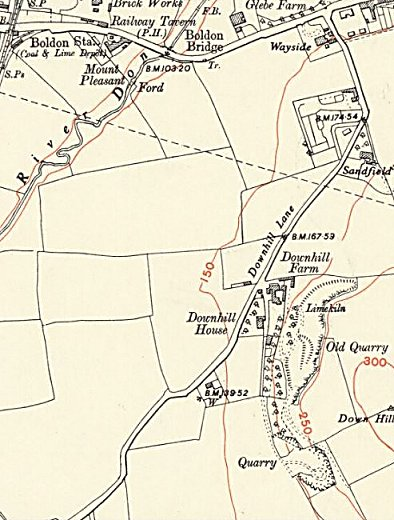 Brick Works
Railway Tavern
(P.H.)
F.B.
Glebe Farm
S.P
Boldon Sta.
(Coal & Lime Depôt)
Boldon
Bridge
Wayside
S.Ps
Mount
Pleasant
B.M.103·20
Tr.
Ford
River Do
B.M.174·54
Sandfield
Downhill Lane
B.M.167·53
150
Downhill
Farm
Limekiln
Downhill
House
Old Quarry
300
B.M.139·52
W
Down Hill
250
Quarry